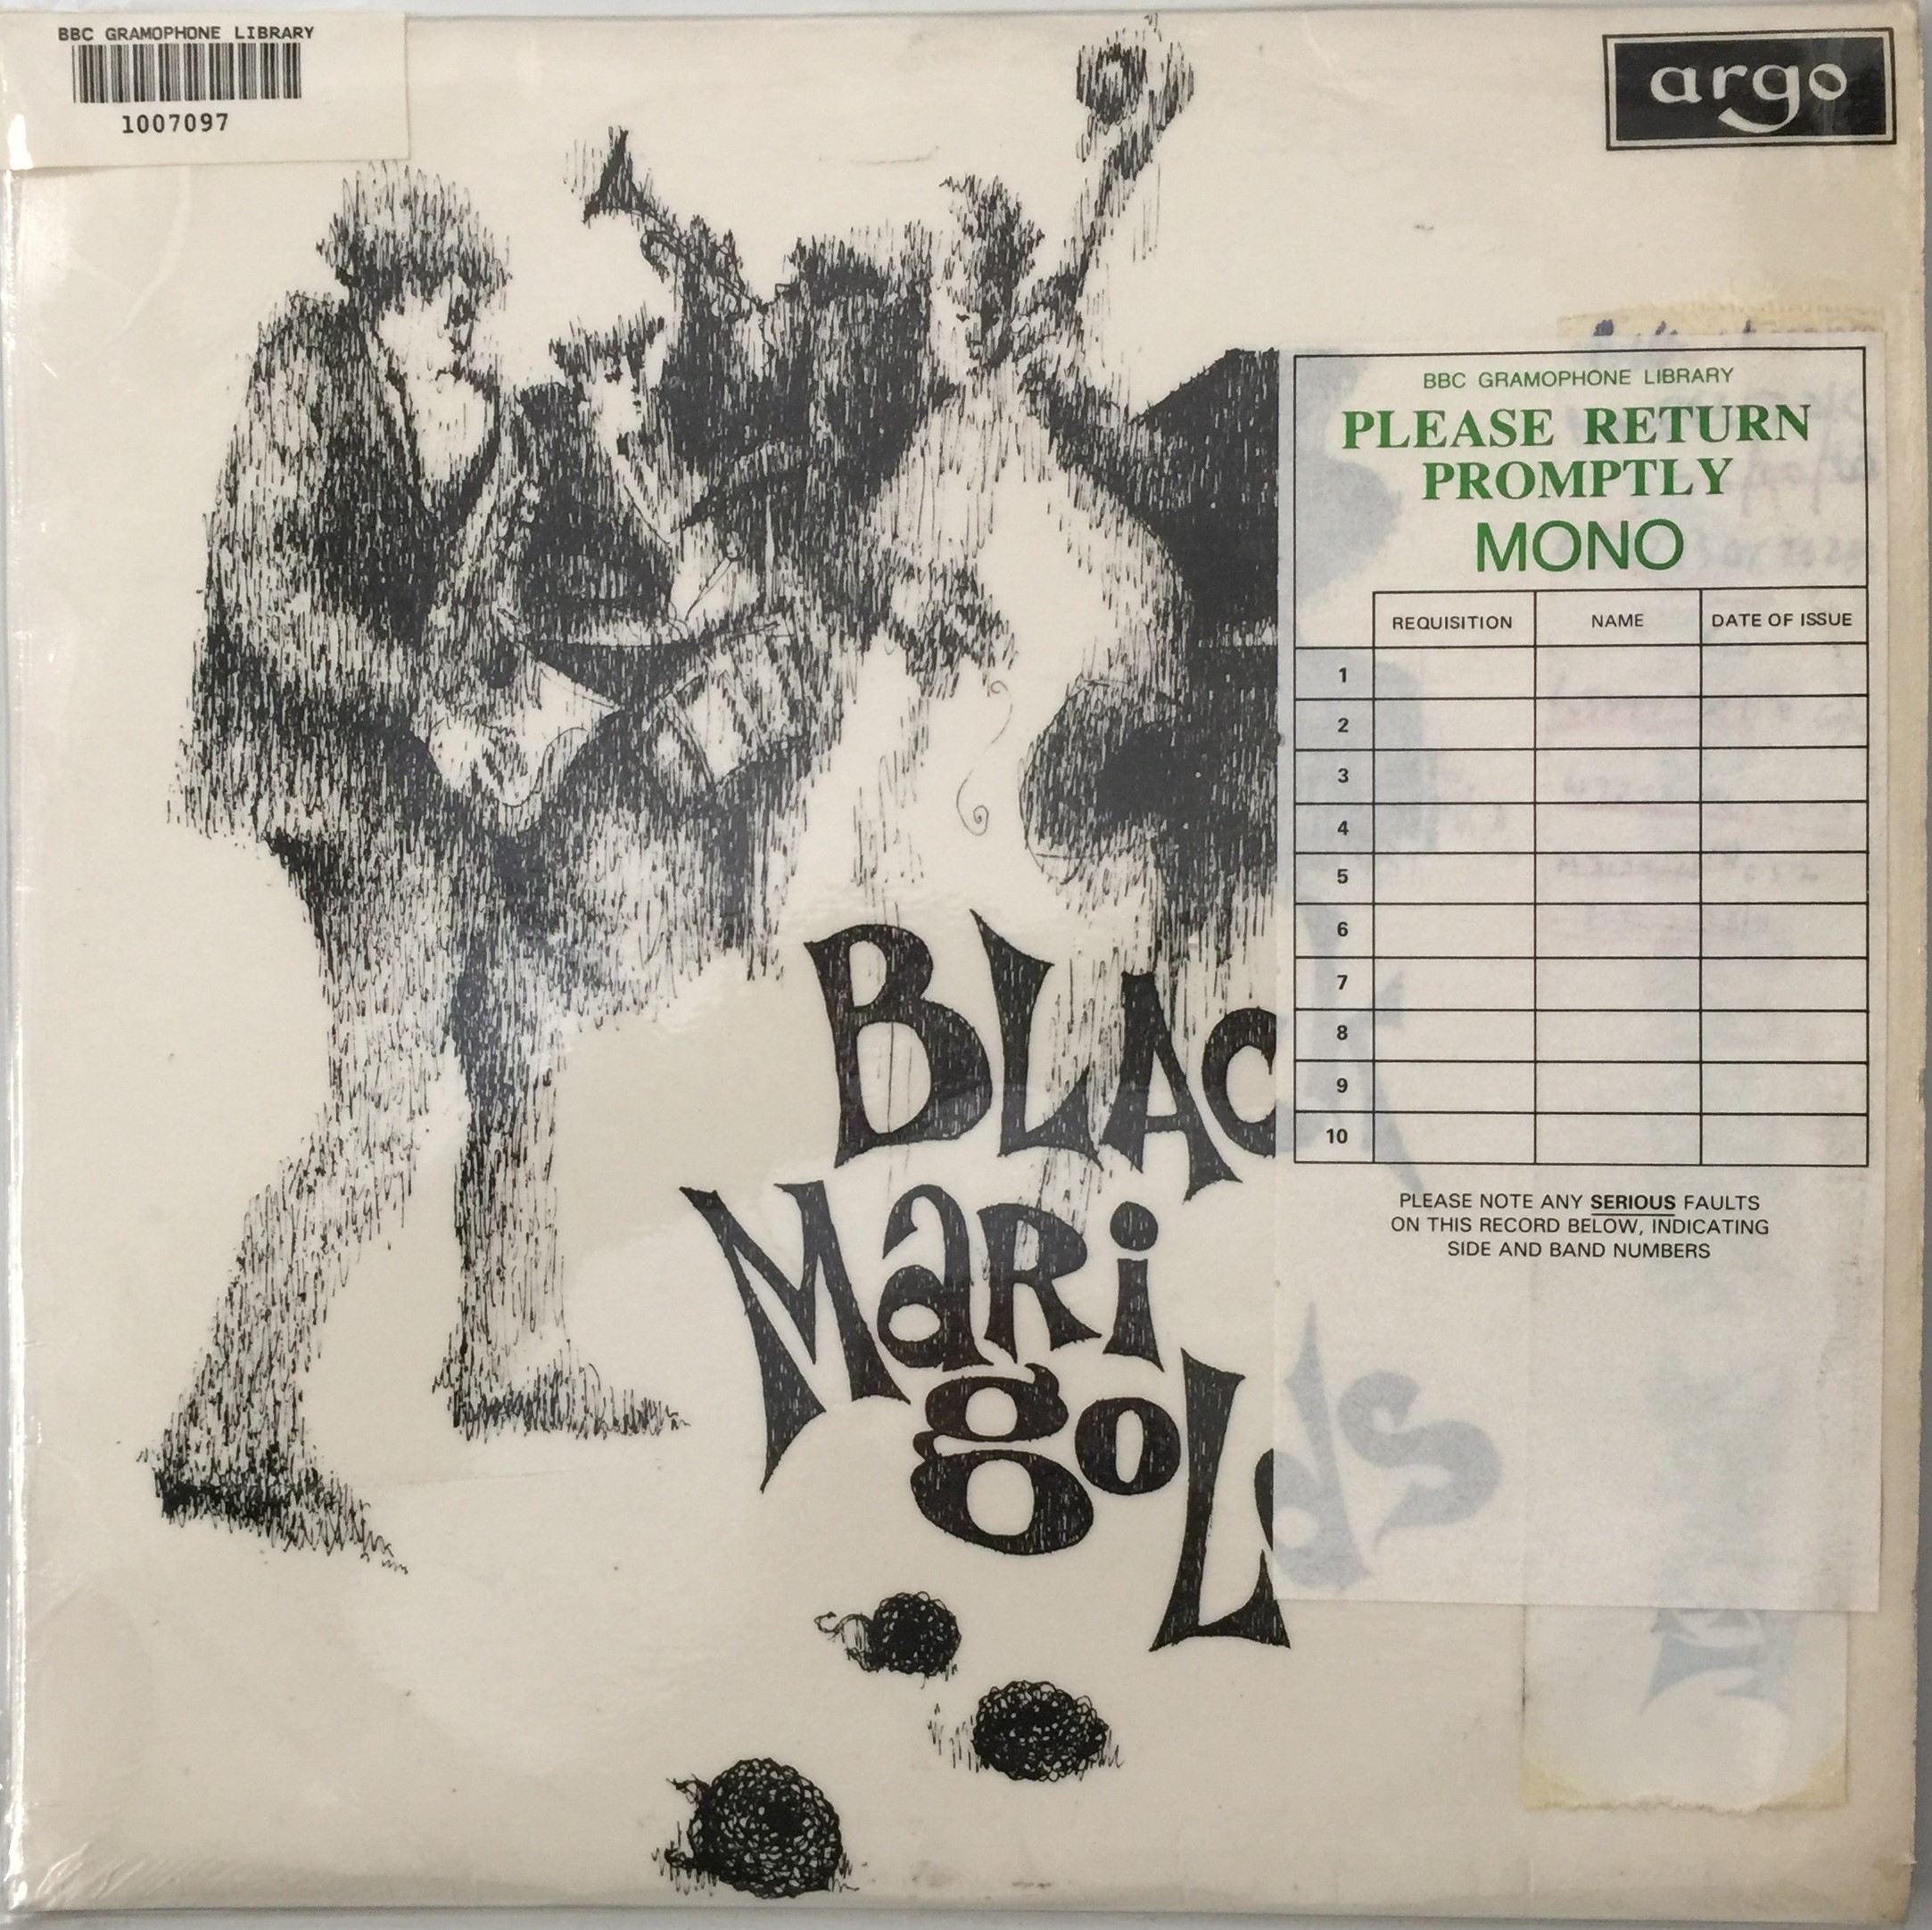 BBC GRAMOPHONE LIBRARY
1007097
argo
BBC GRAMOPHONE LIBRARY
PLEASE RETURN
PROMPTLY
MONO
REQUISITION NAME DATE OF ISSUE
1
2
3
4
5
6
7
8
9
10
PLEASE NOTE ANY SERIOUS FAULTS
ON THIS RECORD BELOW, INDICATING
SIDE AND BAND NUMBERS
BLACK
Mari
goLds